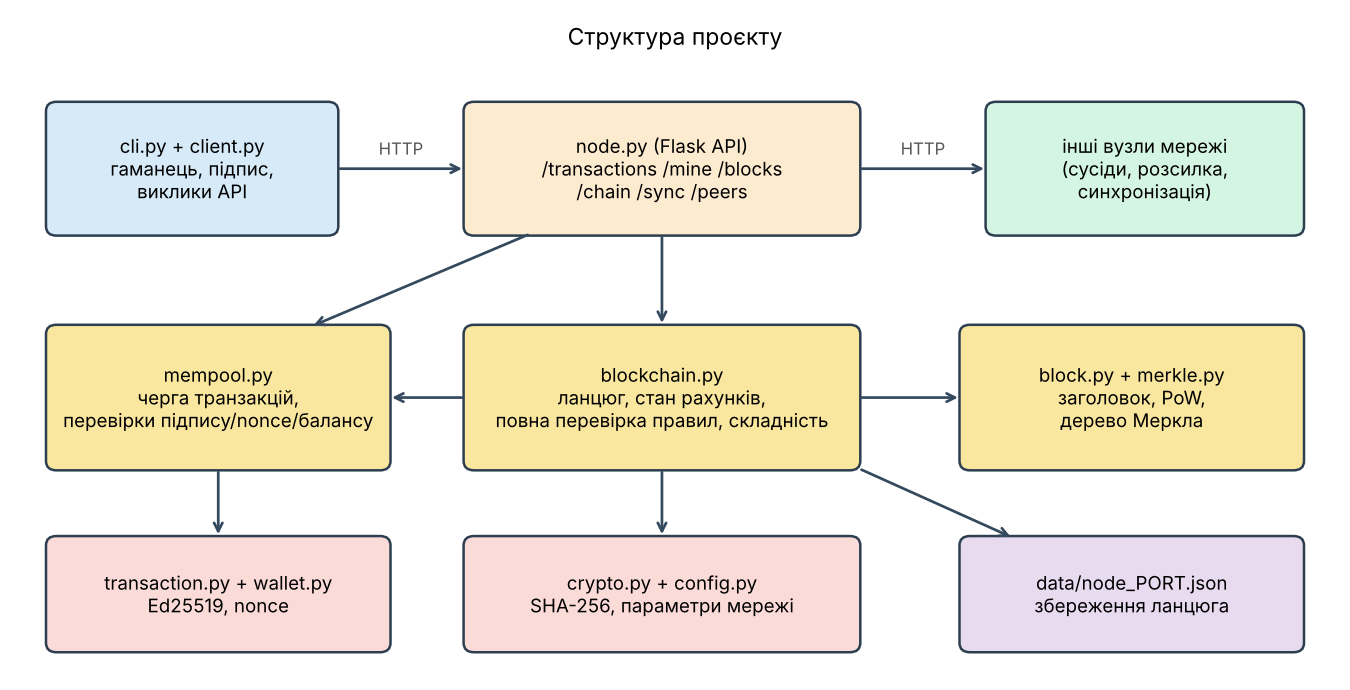 Структура проєкту
cli.py + client.py
гаманець, підпис,
виклики API
HTTP
node.py (Flask API)
/transactions /mine /blocks
/chain /sync /peers
HTTP
інші вузли мережі
(сусіди, розсилка,
синхронізація)
mempool.py
черга транзакцій,
перевірки підпису/nonce/балансу
blockchain.py
ланцюг, стан рахунків,
повна перевірка правил, складність
block.py + merkle.py
заголовок, PoW,
дерево Меркла
transaction.py + wallet.py
Ed25519, nonce
crypto.py + config.py
SHA-256, параметри мережі
data/node_PORT.json
збереження ланцюга